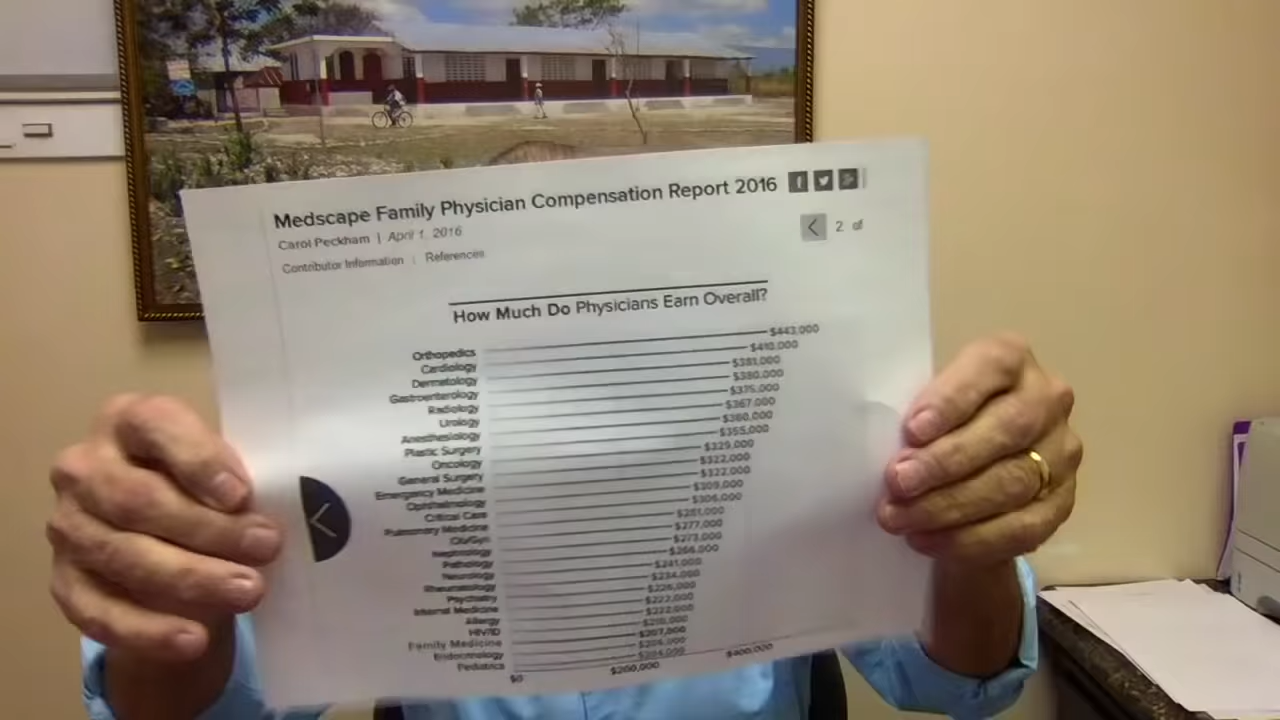 Medscape Family Physician Compensation Report 2016
Carol Peckham | April 1, 2016
2 of
Contributor Information | References
How Much Do Physicians Earn Overall?
Orthopedics $443,000
Cardiology $410,000
Dermatology $381,000
Gastroenterology $380,000
Radiology $375,000
Urology $367,000
Anesthesiology $360,000
Plastic Surgery $355,000
Oncology $329,000
General Surgery $322,000
Emergency Medicine $322,000
Ophthalmology $309,000
Critical Care $306,000
Pulmonary Medicine $281,000
Ob/Gyn $277,000
Nephrology $273,000
Pathology $266,000
Neurology $241,000
Rheumatology $234,000
Psychiatry
Internal Medicine $222,000
Allergy $222,000
HIV/ID
Family Medicine $207,000
Endocrinology
Pediatrics $204,000
$0 $200,000 $400,000